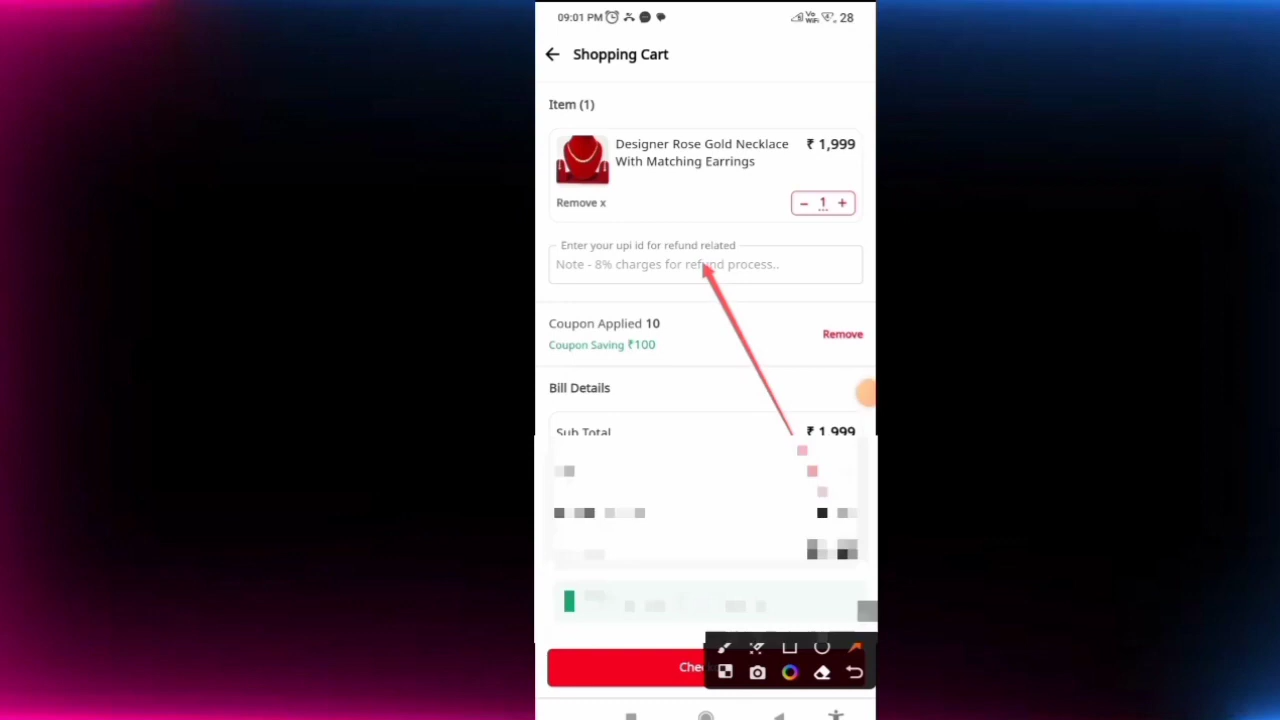 09:01 PM
Vo
WiFi
28
Shopping Cart
Item (1)
Designer Rose Gold Necklace
With Matching Earrings
₹ 1,999
Remove x
– 1 +
Enter your upi id for refund related
Note - 8% charges for refund process..
Coupon Applied 10
Remove
Coupon Saving ₹100
Bill Details
Sub Total
₹ 1,999